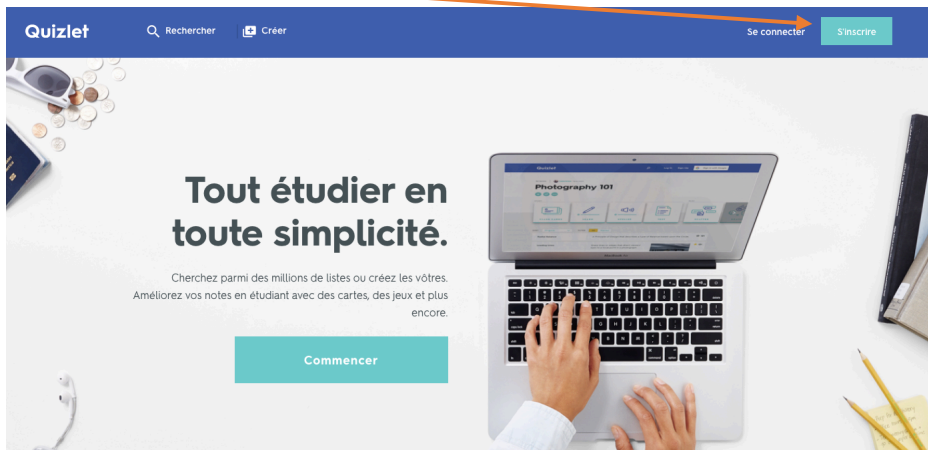 Quizlet
Rechercher
Créer
Se connecter
S'inscrire
Tout étudier en
toute simplicité.
Cherchez parmi des millions de listes ou créez les vôtres.
Améliorez vos notes en étudiant avec des cartes, des jeux et plus
encore.
Commencer
Quizlet
Photography 101